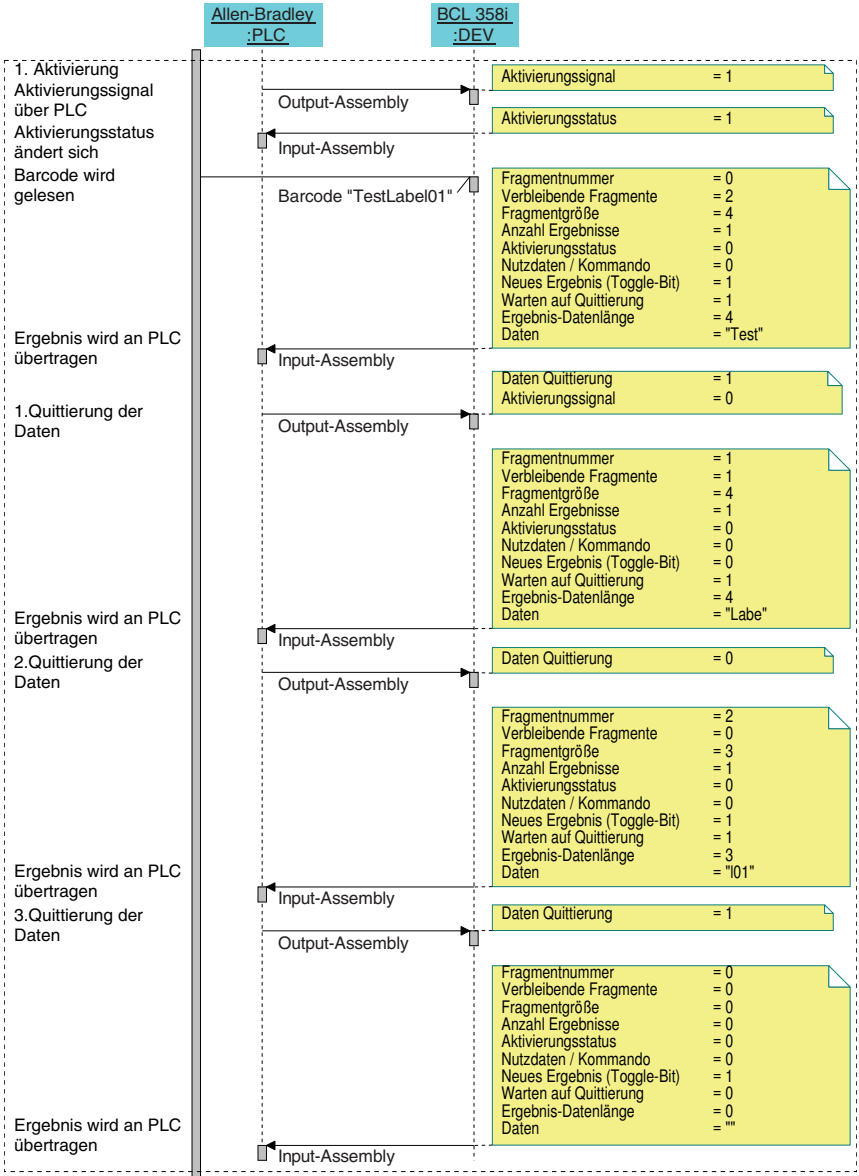 Allen-Bradley
:PLC
BCL 358i
:DEV
1. Aktivierung
Aktivierungssignal
über PLC
Output-Assembly
Aktivierungssignal = 1
Aktivierungsstatus
ändert sich
Input-Assembly
Aktivierungsstatus = 1
Barcode wird
gelesen
Barcode "TestLabel01"
Fragmentnummer = 0
Verbleibende Fragmente = 2
Fragmentgröße = 4
Anzahl Ergebnisse = 1
Aktivierungsstatus = 0
Nutzdaten / Kommando = 0
Neues Ergebnis (Toggle-Bit) = 1
Warten auf Quittierung = 1
Ergebnis-Datenlänge = 4
Daten = "Test"
Ergebnis wird an PLC
übertragen
Input-Assembly
Daten Quittierung = 1
Aktivierungssignal = 0
1.Quittierung der
Daten
Output-Assembly
Fragmentnummer = 1
Verbleibende Fragmente = 1
Fragmentgröße = 4
Anzahl Ergebnisse = 1
Aktivierungsstatus = 0
Nutzdaten / Kommando = 0
Neues Ergebnis (Toggle-Bit) = 0
Warten auf Quittierung = 1
Ergebnis-Datenlänge = 4
Daten = "Labe"
Ergebnis wird an PLC
übertragen
Input-Assembly
2.Quittierung der
Daten
Output-Assembly
Daten Quittierung = 0
Fragmentnummer = 2
Verbleibende Fragmente = 0
Fragmentgröße = 3
Anzahl Ergebnisse = 1
Aktivierungsstatus = 0
Nutzdaten / Kommando = 0
Neues Ergebnis (Toggle-Bit) = 1
Warten auf Quittierung = 1
Ergebnis-Datenlänge = 3
Daten = "l01"
Ergebnis wird an PLC
übertragen
Input-Assembly
3.Quittierung der
Daten
Output-Assembly
Daten Quittierung = 1
Fragmentnummer = 0
Verbleibende Fragmente = 0
Fragmentgröße = 0
Anzahl Ergebnisse = 0
Aktivierungsstatus = 0
Nutzdaten / Kommando = 0
Neues Ergebnis (Toggle-Bit) = 1
Warten auf Quittierung = 0
Ergebnis-Datenlänge = 0
Daten = ""
Ergebnis wird an PLC
übertragen
Input-Assembly